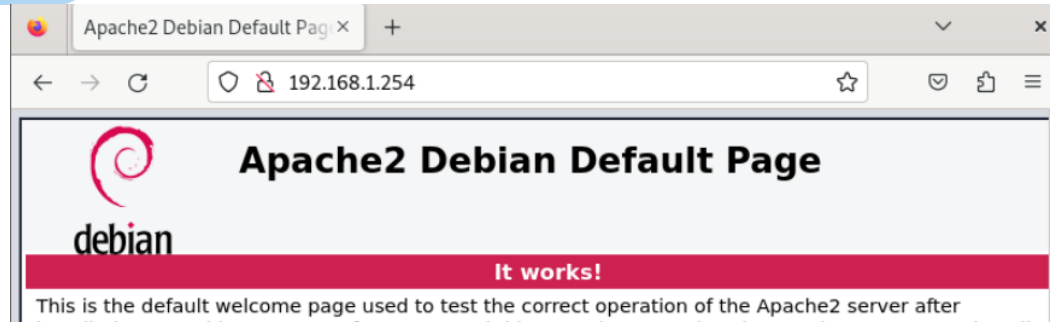 Apache2 Debian Default Pag
192.168.1.254
Apache2 Debian Default Page
debian
It works!
This is the default welcome page used to test the correct operation of the Apache2 server after